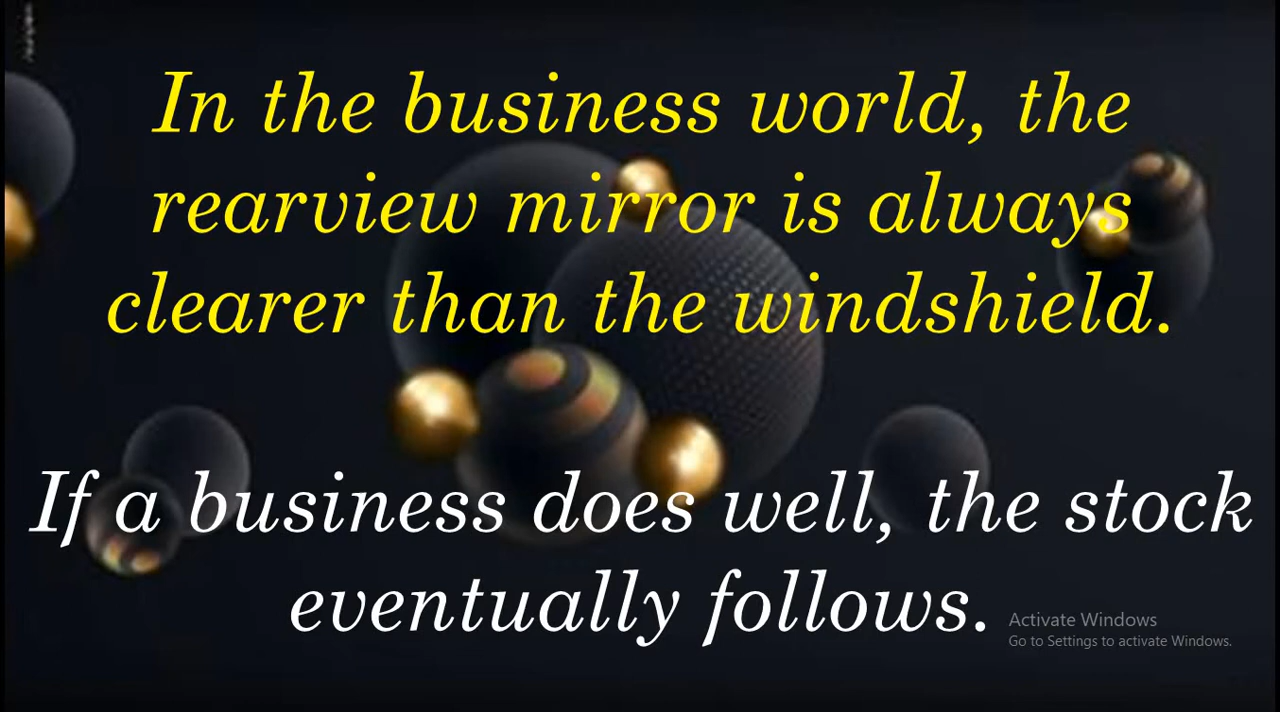 In the business world, the
rearview mirror is always
clearer than the windshield.
If a business does well, the stock
eventually follows.
Activate Windows
Go to Settings to activate Windows.